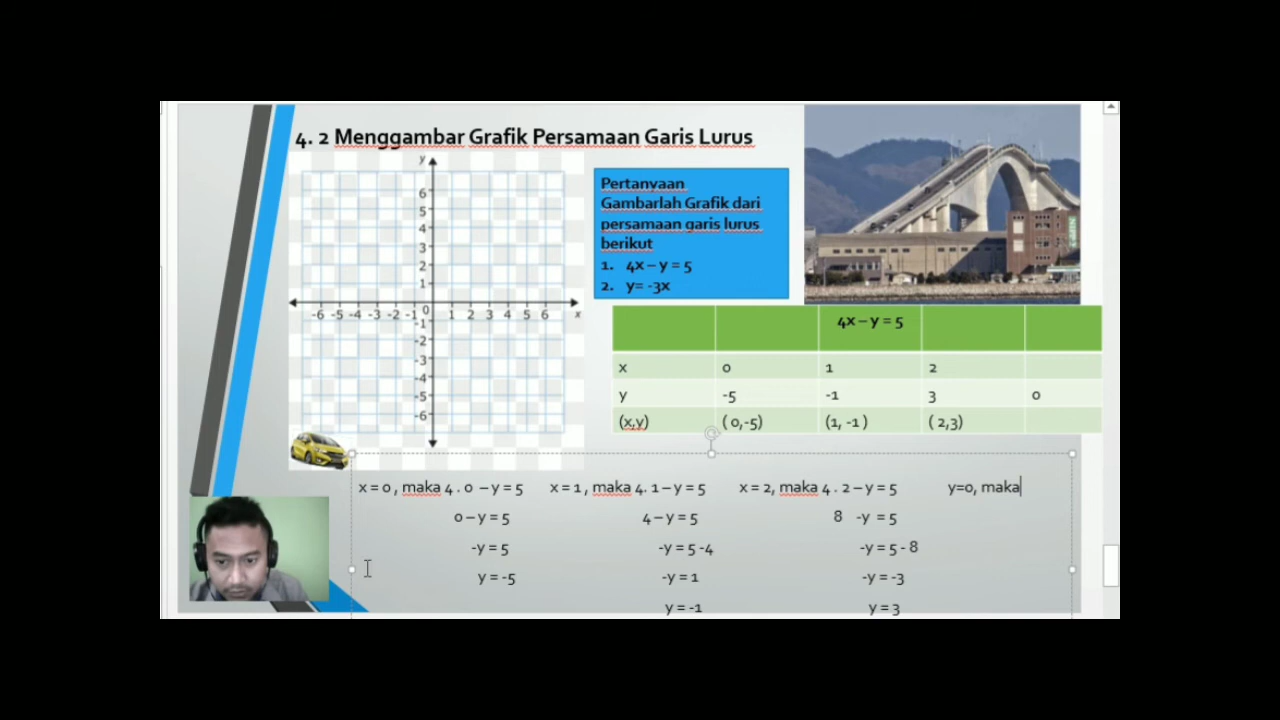 4. 2 Menggambar Grafik Persamaan Garis Lurus
y
6
5
4
3
2
1
-6 -5 -4 -3 -2 -1 0 1 2 3 4 5 6 x
-1
-2
-3
-4
-5
-6
Pertanyaan
Gambarlah Grafik dari
persamaan garis lurus
berikut
1. 4x – y = 5
2. y= -3x
4x – y = 5
x 0 1 2
y -5 -1 3 0
(x,y) ( 0,-5) (1, -1 ) ( 2,3)
x = 0 , maka 4 . 0 – y = 5 x = 1 , maka 4. 1 – y = 5 x = 2, maka 4 . 2 – y = 5 y=0, maka
0 – y = 5 4 – y = 5 8 -y = 5
-y = 5 -y = 5 -4 -y = 5 - 8
y = -5 -y = 1 -y = -3
y = -1 y = 3